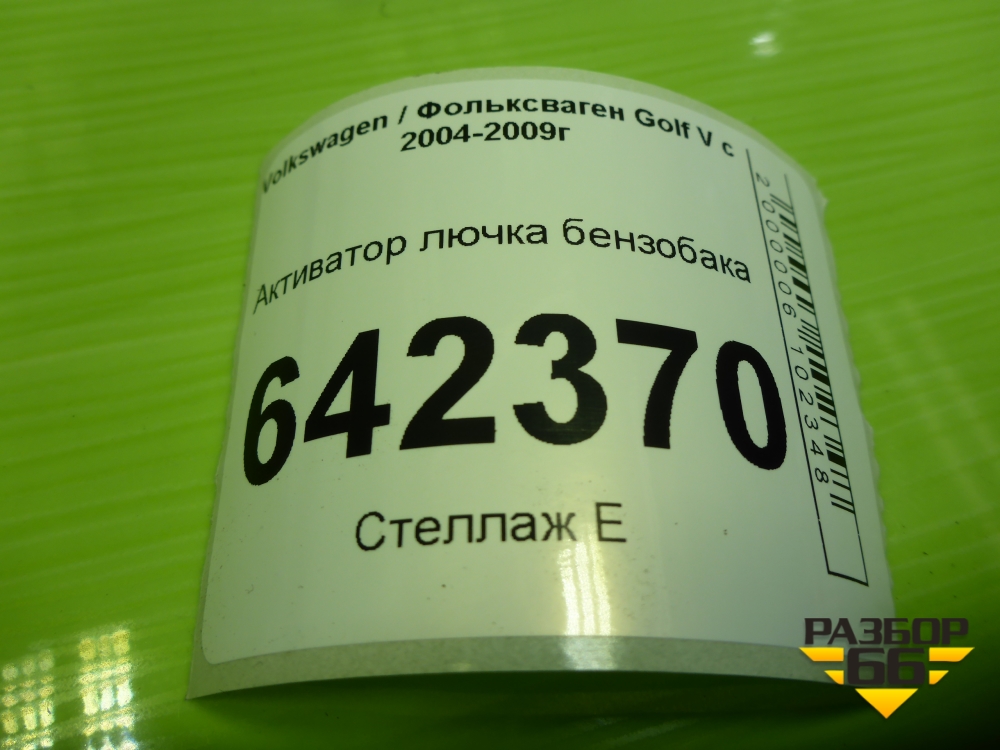 Volkswagen / Фольксваген Golf V с
2004-2009г
Активатор лючка бензобака
642370
Стеллаж Е
2000006102348
РАЗБОР
66